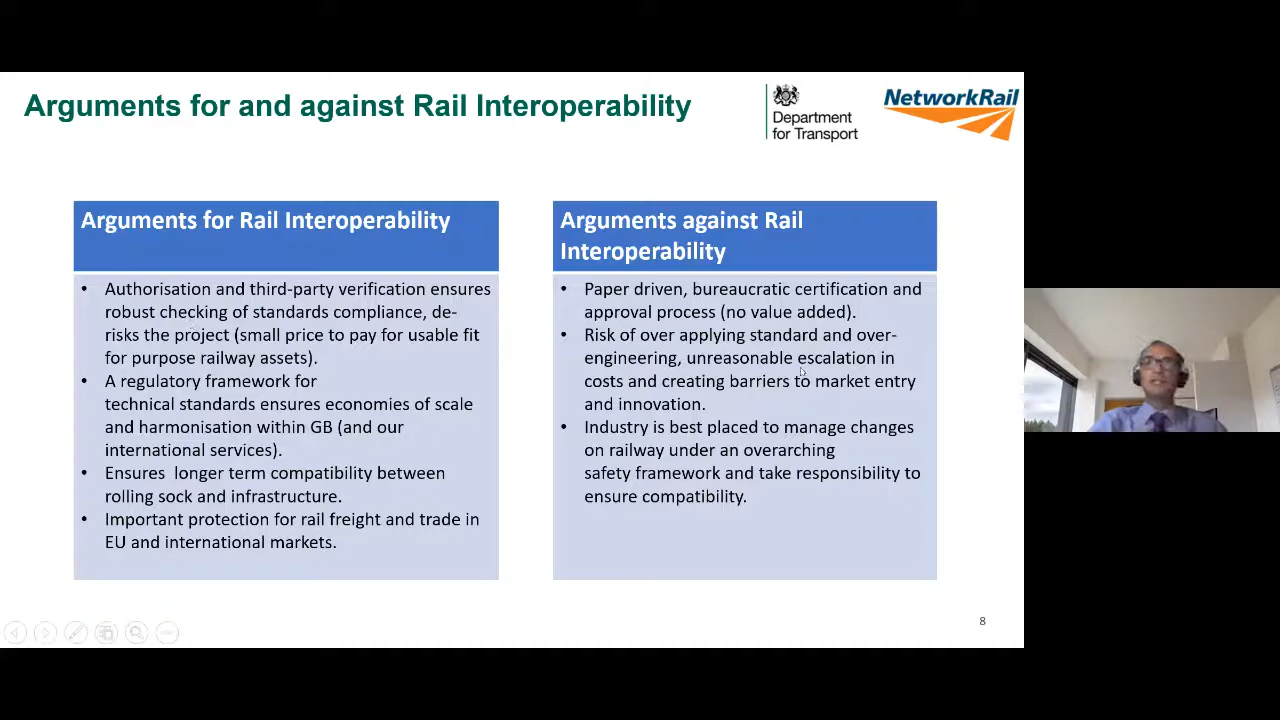 Arguments for and against Rail Interoperability
Department
for Transport
NetworkRail
Arguments for Rail Interoperability
• Authorisation and third-party verification ensures
robust checking of standards compliance, de-
risks the project (small price to pay for usable fit
for purpose railway assets).
• A regulatory framework for
technical standards ensures economies of scale
and harmonisation within GB (and our
international services).
• Ensures longer term compatibility between
rolling sock and infrastructure.
• Important protection for rail freight and trade in
EU and international markets.
Arguments against Rail
Interoperability
• Paper driven, bureaucratic certification and
approval process (no value added).
• Risk of over applying standard and over-
engineering, unreasonable escalation in
costs and creating barriers to market entry
and innovation.
• Industry is best placed to manage changes
on railway under an overarching
safety framework and take responsibility to
ensure compatibility.
8